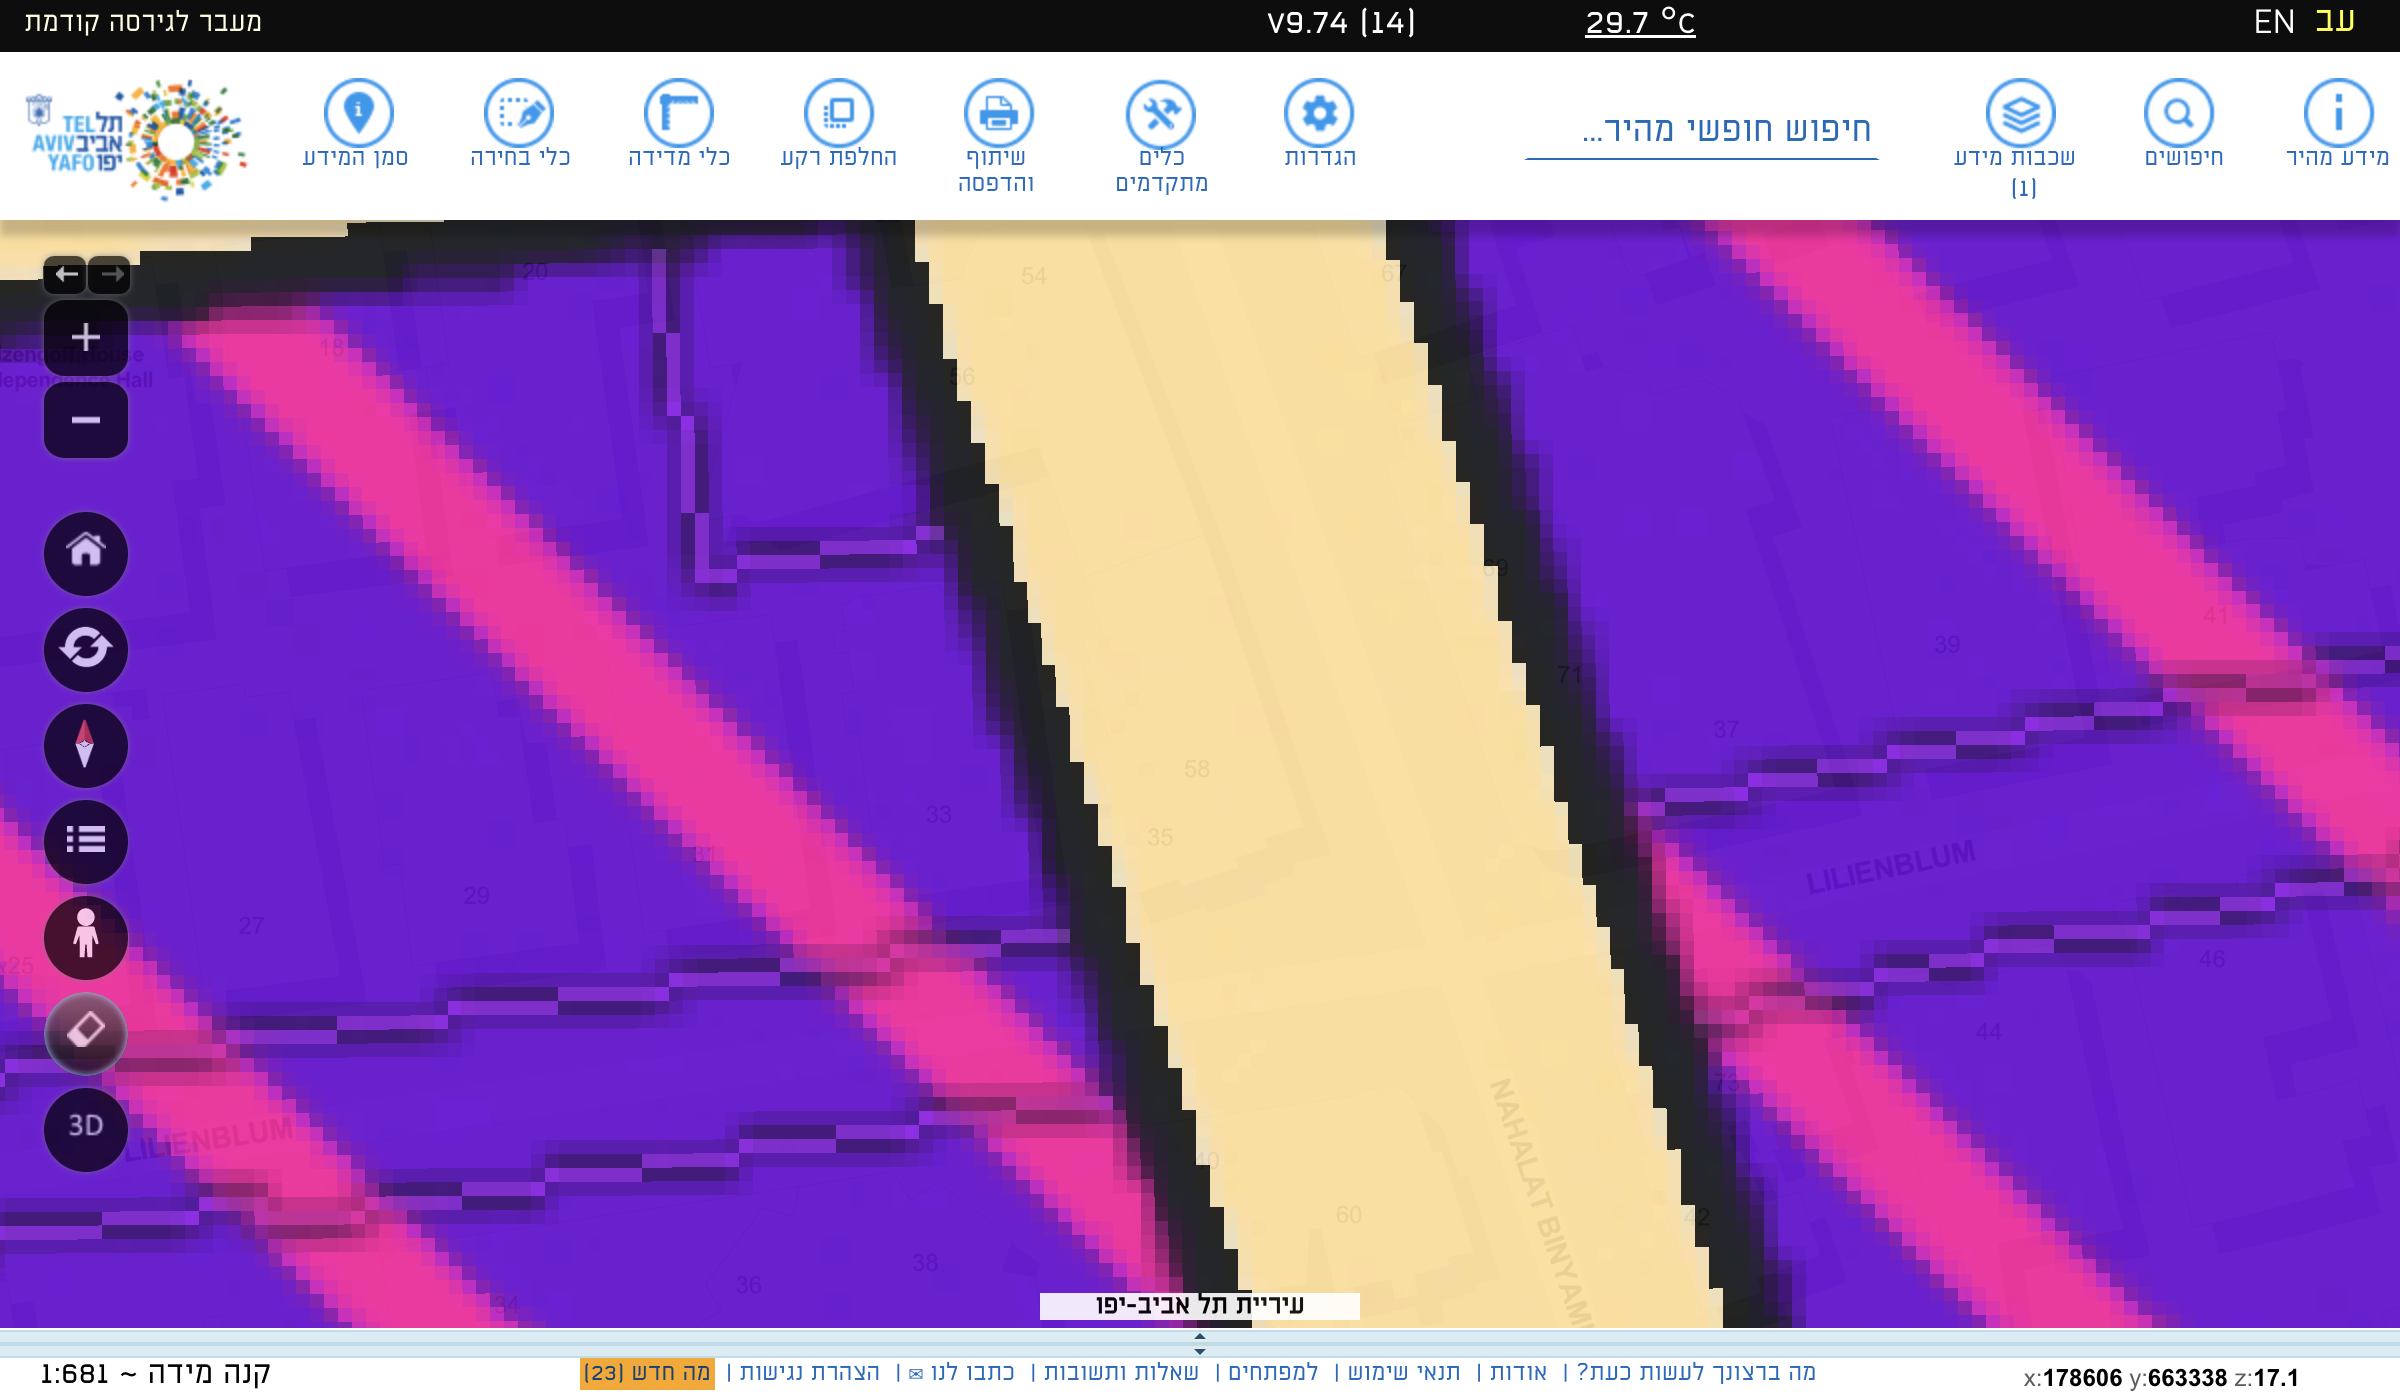 מעבר לגירסה קודמת
V9.74 (14)
29.7 °C
EN עב
תל TEL
אביב AVIV
יפו YAFO
סמן המידע
כלי בחירה
כלי מדידה
החלפת רקע
שיתוף והדפסה
כלים מתקדמים
הגדרות
חיפוש חופשי מהיר...
שכבות מידע (1)
חיפושים
מידע מהיר
20
54
67
18
56
69
71
41
39
37
58
33
35
31
29
27
25
46
44
73
LILIENBLUM
LILIENBLUM
NAHALAT BINYAMI
40
60
42
38
36
34
3D
עיריית תל אביב-יפו
קנה מידה ~ 1:681
מה ברצונך לעשות כעת? | אודות | תנאי שימוש | למפתחים | שאלות ותשובות | כתבו לנו ✉ | הצהרת נגישות | מה חדש (23)
x:178606 y:663338 z:17.1